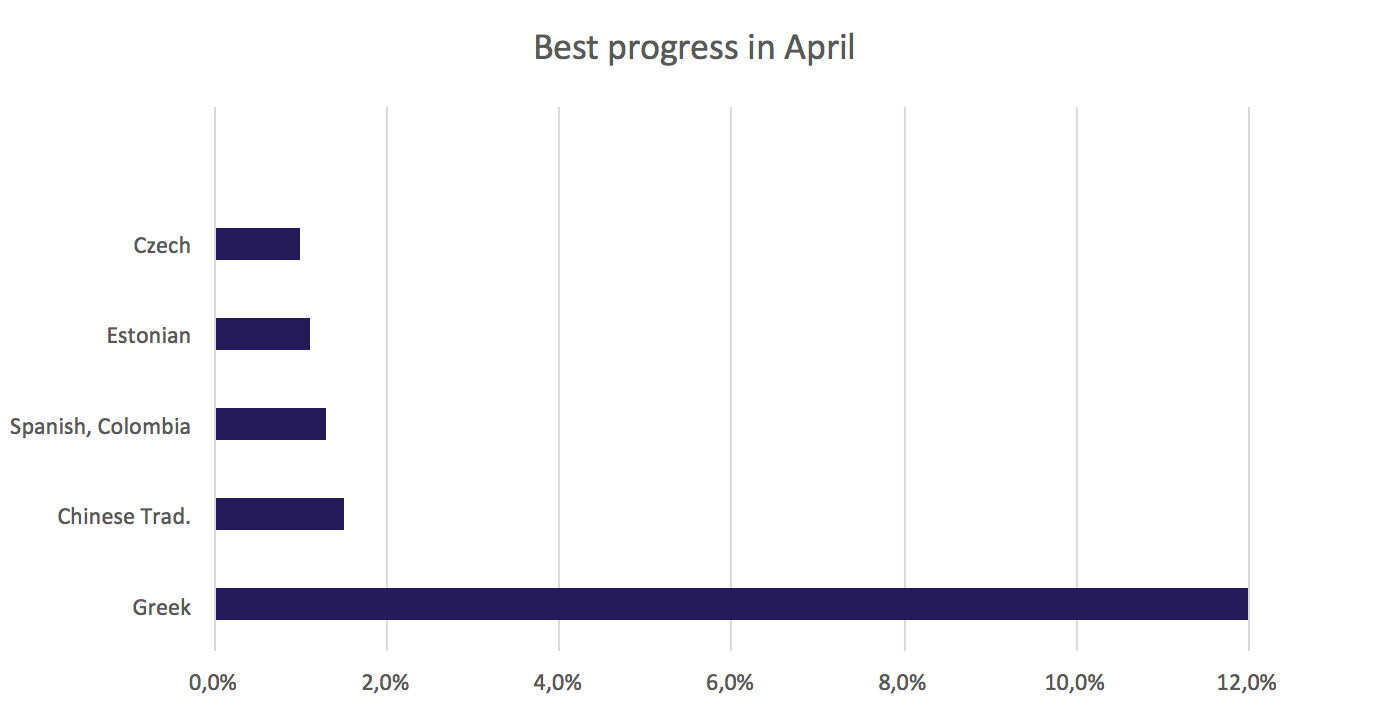 Best progress in April
Czech
Estonian
Spanish, Colombia
Chinese Trad.
Greek
0,0% 2,0% 4,0% 6,0% 8,0% 10,0% 12,0%